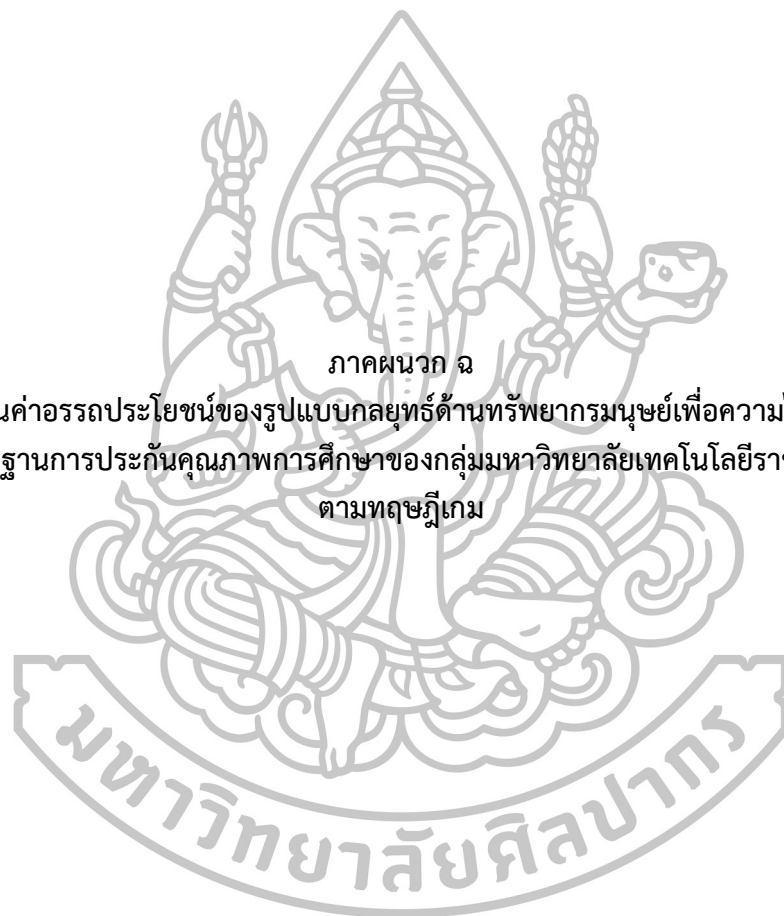 ภาคผนวก ฉ
นค่าอรรถประโยชน์ของรูปแบบกลยุทธ์ด้านทรัพยากรมนุษย์เพื่อความ
ฐานการประกันคุณภาพการศึกษาของกลุ่มมหาวิทยาลัยเทคโนโลยีราช
ตามทฤษฎีเกม
มหาวิทยาลัยศิลปากร